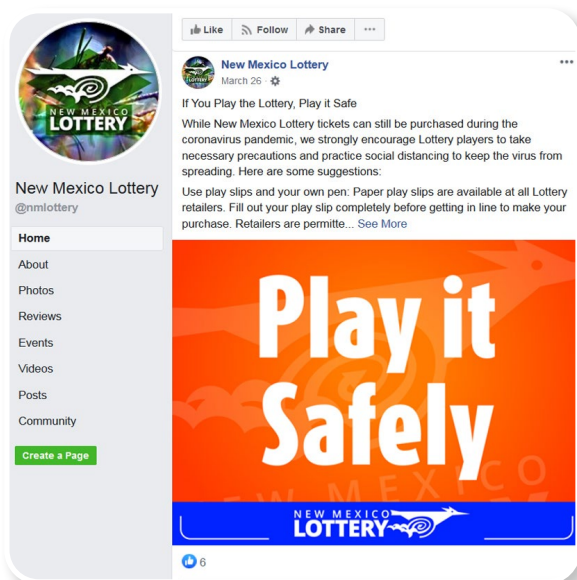 Like Follow Share ...
NEW MEXICO
LOTTERY
New Mexico Lottery
@nmlottery
Home
About
Photos
Reviews
Events
Videos
Posts
Community
Create a Page
New Mexico Lottery
March 26
If You Play the Lottery, Play it Safe
While New Mexico Lottery tickets can still be purchased during the
coronavirus pandemic, we strongly encourage Lottery players to take
necessary precautions and practice social distancing to keep the virus from
spreading. Here are some suggestions:
Use play slips and your own pen: Paper play slips are available at all Lottery
retailers. Fill out your play slip completely before getting in line to make your
purchase. Retailers are permitte... See More
Play it
Safely
NEW MEXICO
NEW MEXICO
LOTTERY
6